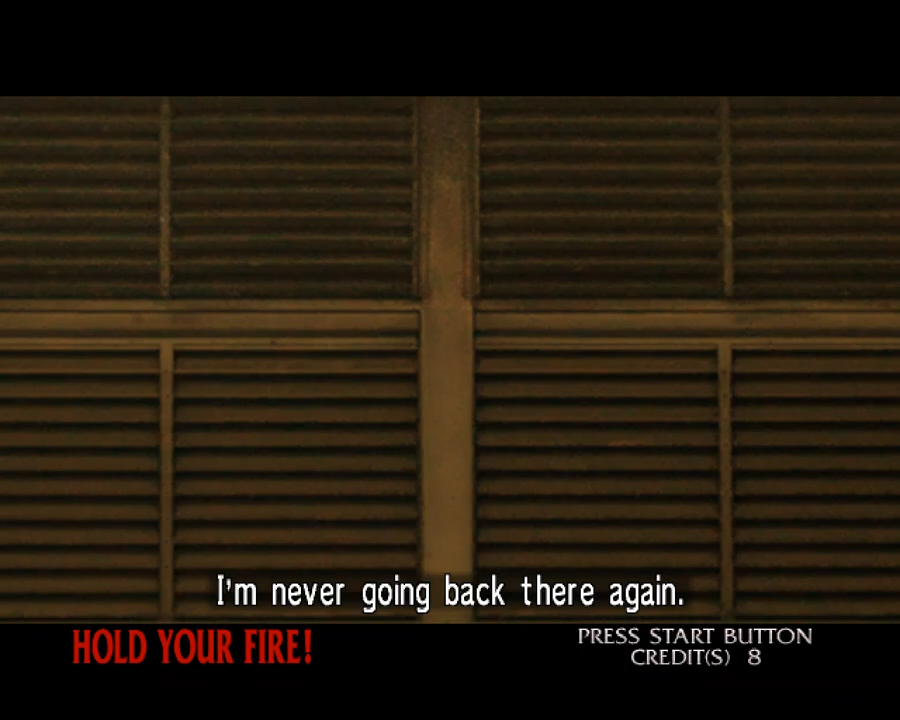 I'm never going back there again.
HOLD YOUR FIRE!
PRESS START BUTTON
CREDIT(S) 8